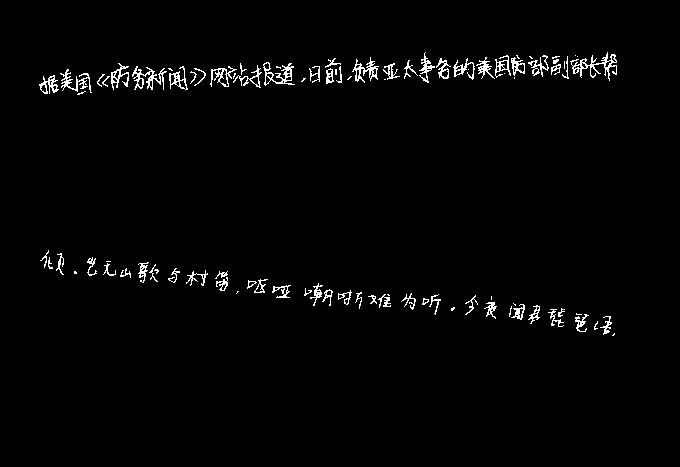 据美国《防务新闻》网站报道,日前,负责亚太事务的美国防部副部长帮
倾。岂无山歌与村笛,呕哑嘲哳难为听。今夜闻君琵琶语,